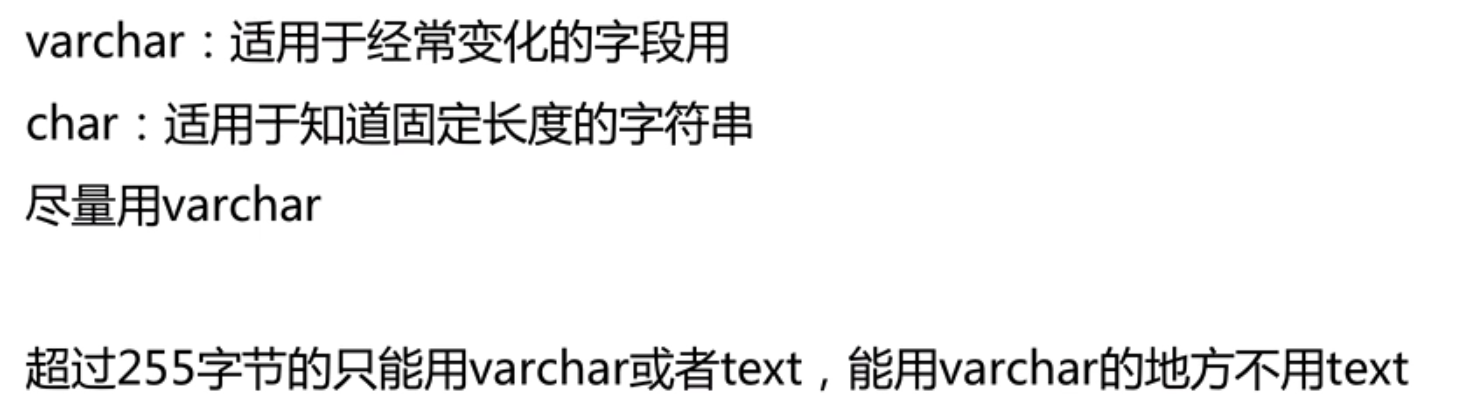 varchar：适用于经常变化的字段用
char：适用于知道固定长度的字符串
尽量用varchar
超过255字节的只能用varchar或者text，能用varchar的地方不用text